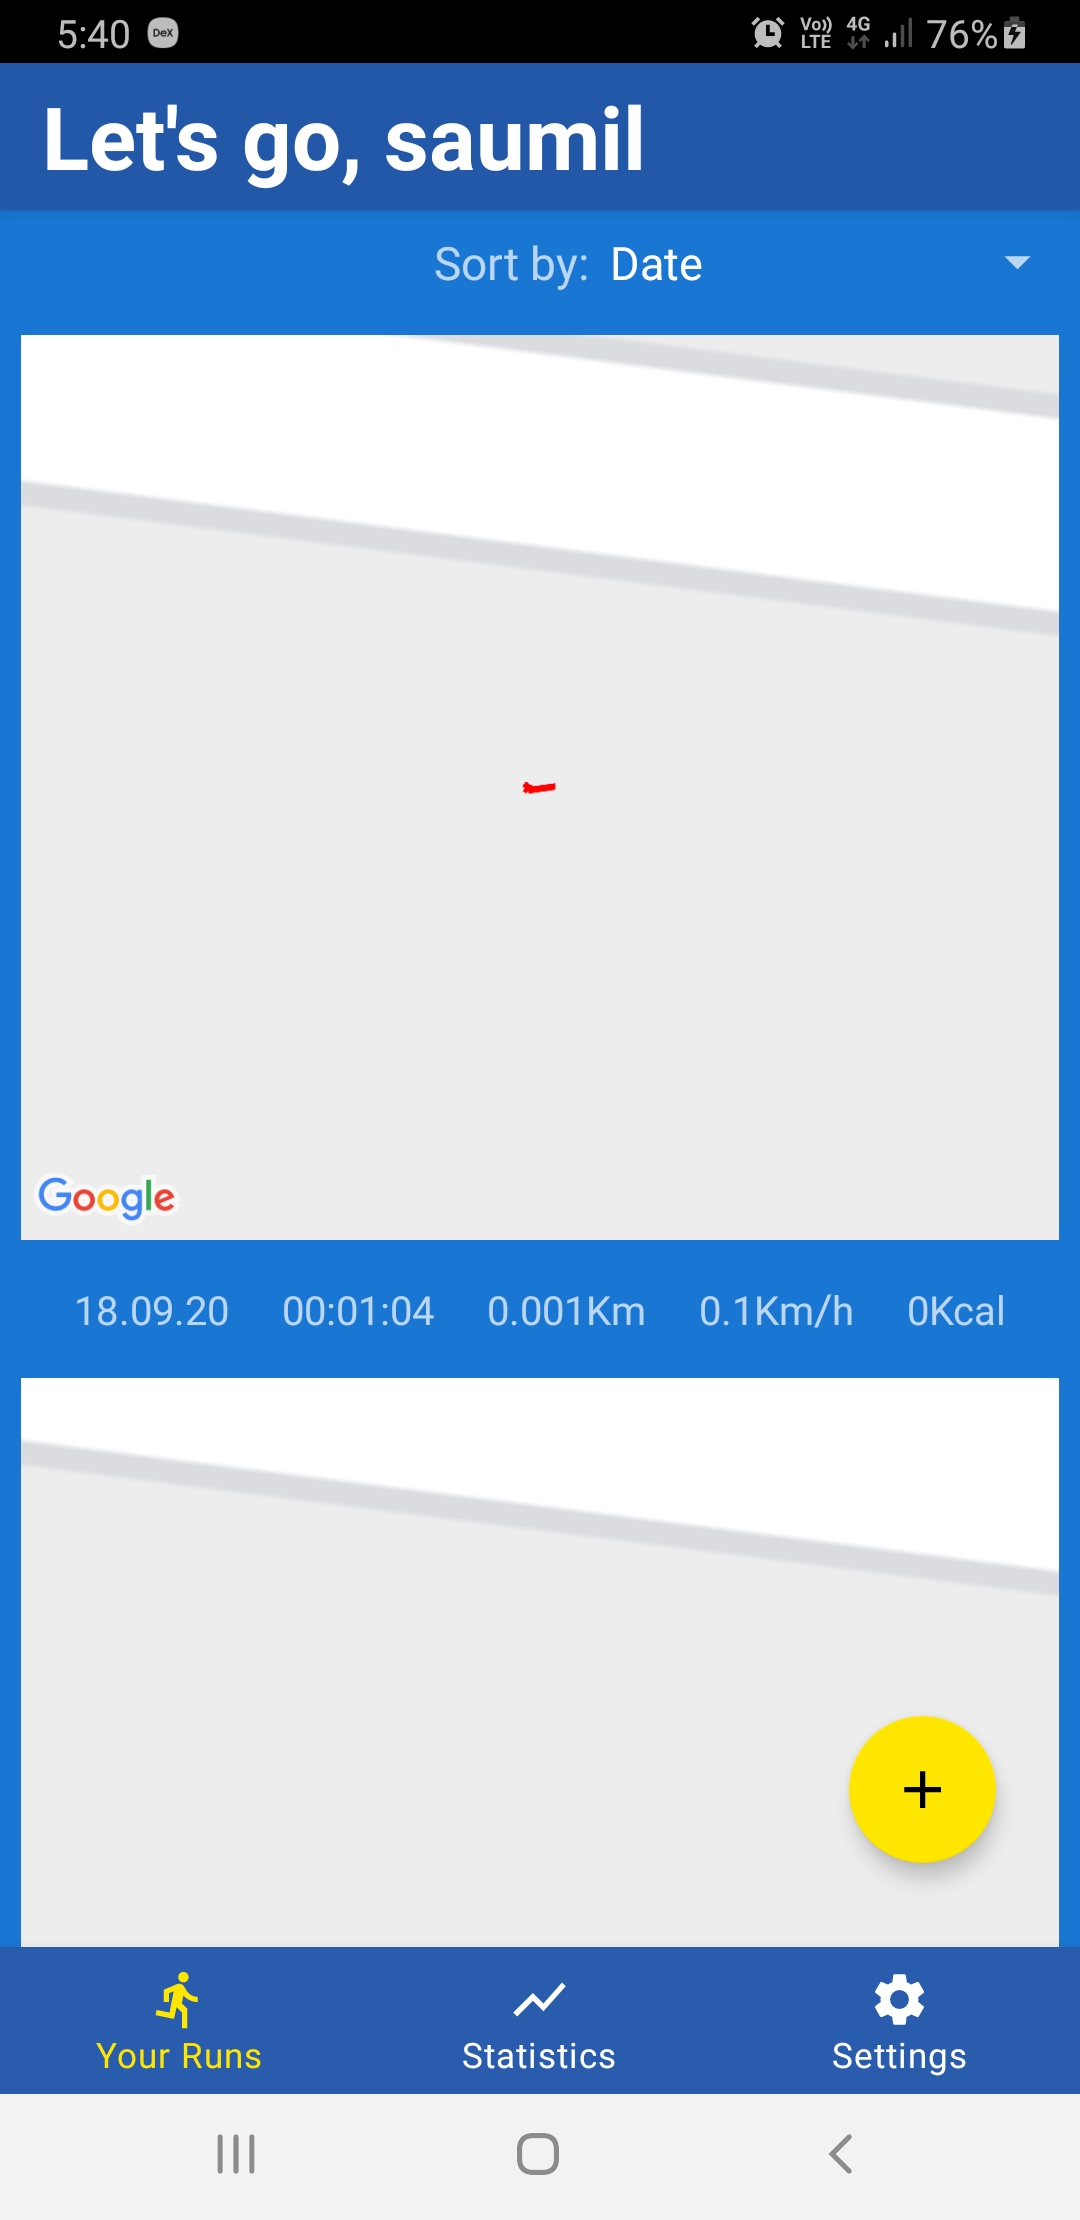 5:40 DeX Vo)) LTE 4G 76%
Let's go, saumil
Sort by: Date
Google
18.09.20 00:01:04 0.001Km 0.1Km/h 0Kcal
Your Runs Statistics Settings